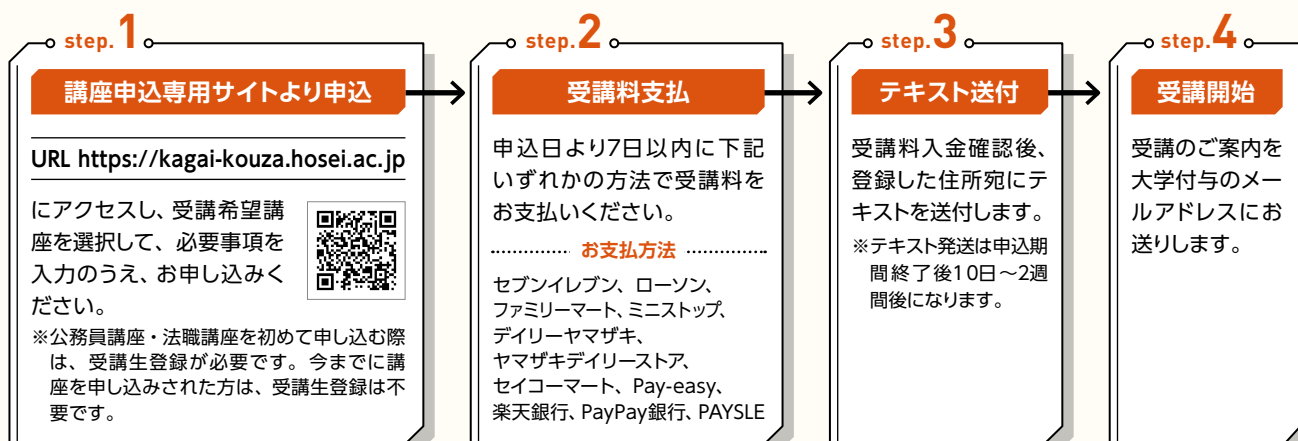 step.1
講座申込専用サイトより申込
URL https://kagai-kouza.hosei.ac.jp
にアクセスし、受講希望講
座を選択して、必要事項を
入力のうえ、お申し込みく
ださい。
※公務員講座・法職講座を初めて申し込む際
は、受講生登録が必要です。今までに講
座を申し込みされた方は、受講生登録は不
要です。
step.2
受講料支払
申込日より7日以内に下記
いずれかの方法で受講料を
お支払いください。
お支払方法
セブンイレブン、ローソン、
ファミリーマート、ミニストップ、
デイリーヤマザキ、
ヤマザキデイリーストア、
セイコーマート、Pay-easy、
楽天銀行、PayPay銀行、PAYSLE
step.3
テキスト送付
受講料入金確認後、
登録した住所宛にテ
キストを送付します。
※テキスト発送は申込期
間終了後10日～2週
間後になります。
step.4
受講開始
受講のご案内を
大学付与のメー
ルアドレスにお
送りします。